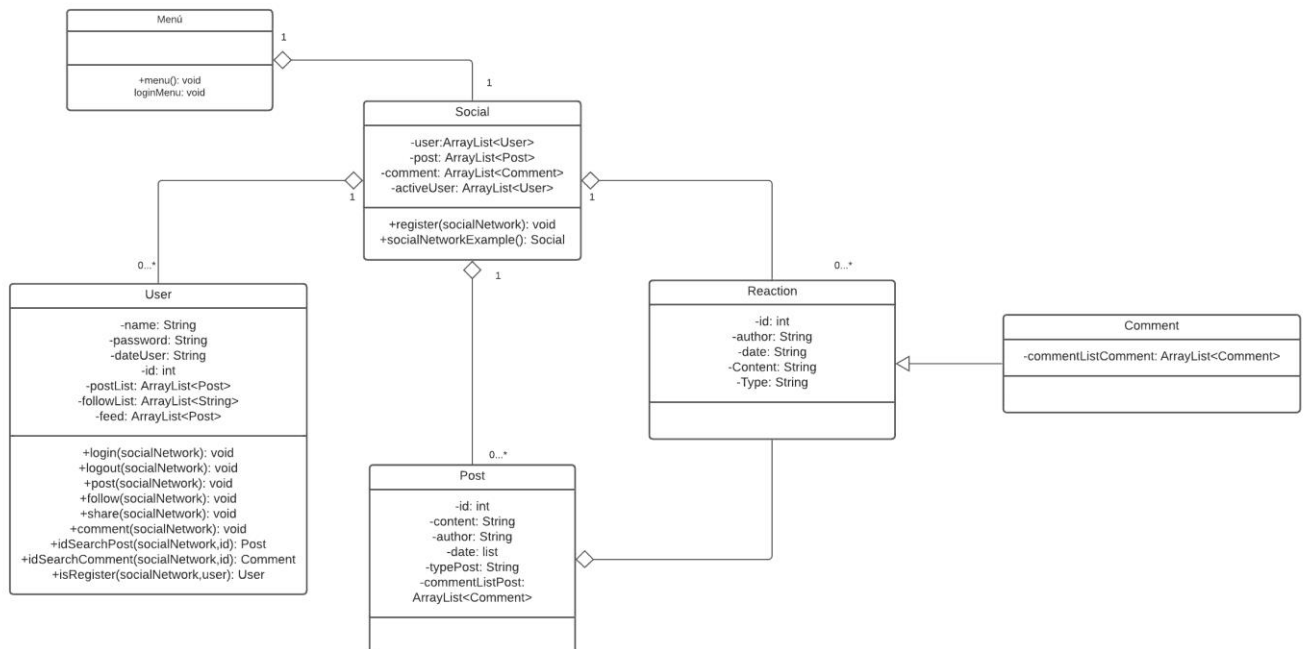 Menú
+menu(): void
loginMenu: void
1
1
Social
-user:ArrayList<User>
-post: ArrayList<Post>
-comment: ArrayList<Comment>
-activeUser: ArrayList<User>
+register(socialNetwork): void
+socialNetworkExample(): Social
1
1
1
0...*
0...*
0...*
User
-name: String
-password: String
-dateUser: String
-id: int
-postList: ArrayList<Post>
-followList: ArrayList<String>
-feed: ArrayList<Post>
+login(socialNetwork): void
+logout(socialNetwork): void
+post(socialNetwork): void
+follow(socialNetwork): void
+share(socialNetwork): void
+comment(socialNetwork): void
+idSearchPost(socialNetwork,id): Post
+idSearchComment(socialNetwork,id): Comment
+isRegister(socialNetwork,user): User
Post
-id: int
-content: String
-author: String
-date: list
-typePost: String
-commentListPost:
ArrayList<Comment>
Reaction
-id: int
-author: String
-date: String
-Content: String
-Type: String
Comment
-commentListComment: ArrayList<Comment>